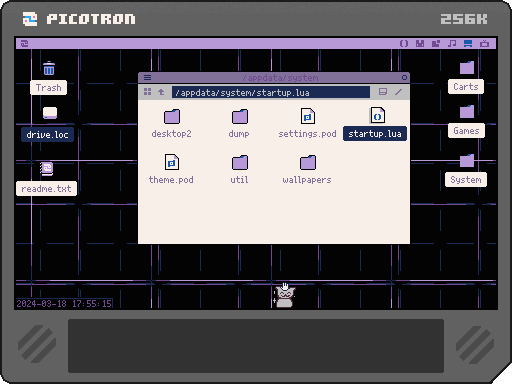 PICOTRON
256K
/appdata/system
/appdata/system/startup.lua
Trash
drive.loc
readme.txt
desktop2
dump
settings.pod
startup.lua
theme.pod
util
wallpapers
Carts
Games
System
2024-03-18 17:55:15